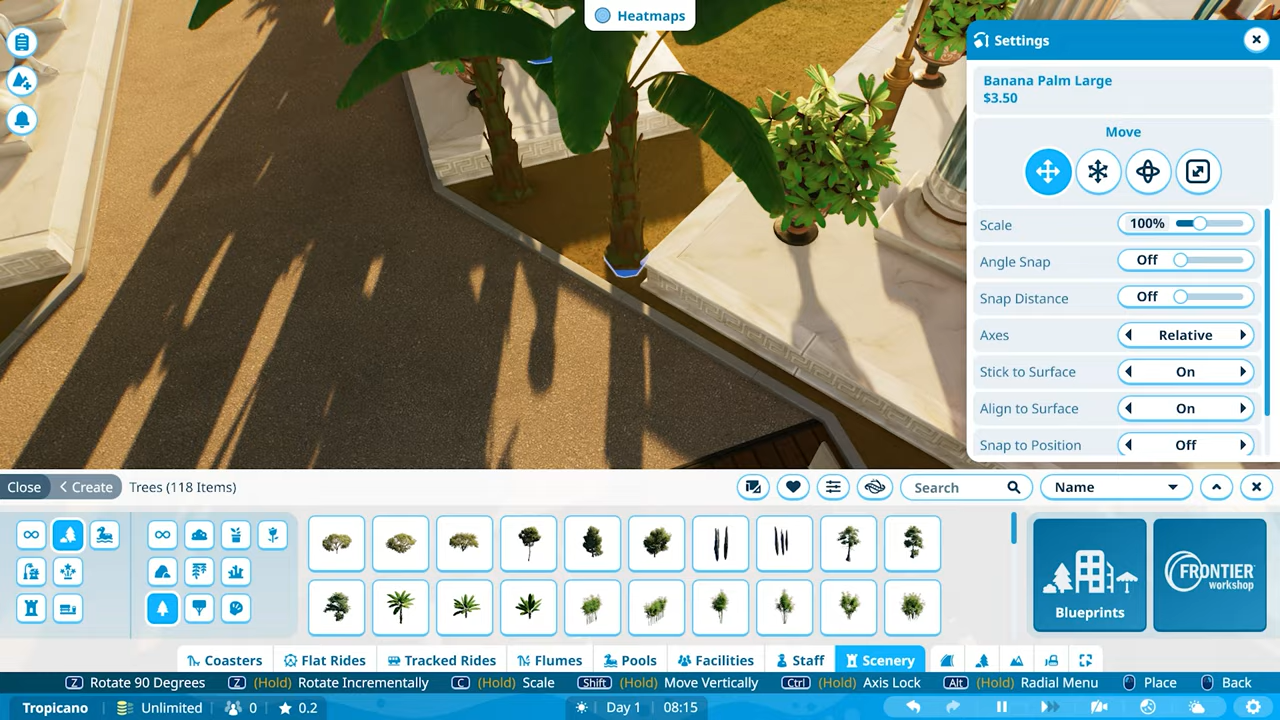 Heatmaps
Settings
Banana Palm Large
$3.50
Move
Scale 100%
Angle Snap Off
Snap Distance Off
Axes Relative
Stick to Surface On
Align to Surface On
Snap to Position Off
Close Create Trees (118 Items) Search Name
Blueprints
FRONTIER
workshop
Coasters Flat Rides Tracked Rides Flumes Pools Facilities Staff Scenery
Z Rotate 90 Degrees Z (Hold) Rotate Incrementally C (Hold) Scale Shift (Hold) Move Vertically Ctrl (Hold) Axis Lock Alt (Hold) Radial Menu Place Back
Tropicano Unlimited 0 0.2 Day 1 08:15